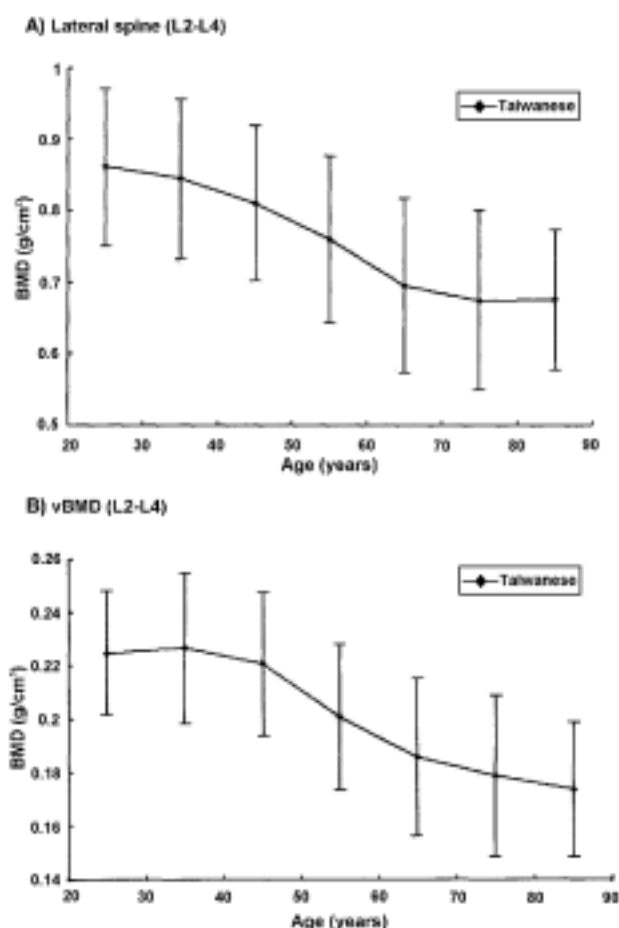 A) Lateral spine (L2-L4)
1
Taiwanese
0.9
0.8
BMD (g/cm²)
0.7
0.6
0.5
20 30 40 50 60 70 80 90
Age (years)
B) vBMD (L2-L4)
0.26
Taiwanese
0.24
0.22
BMD (g/cm³)
0.2
0.18
0.16
0.14
20 30 40 50 60 70 80 90
Age (years)